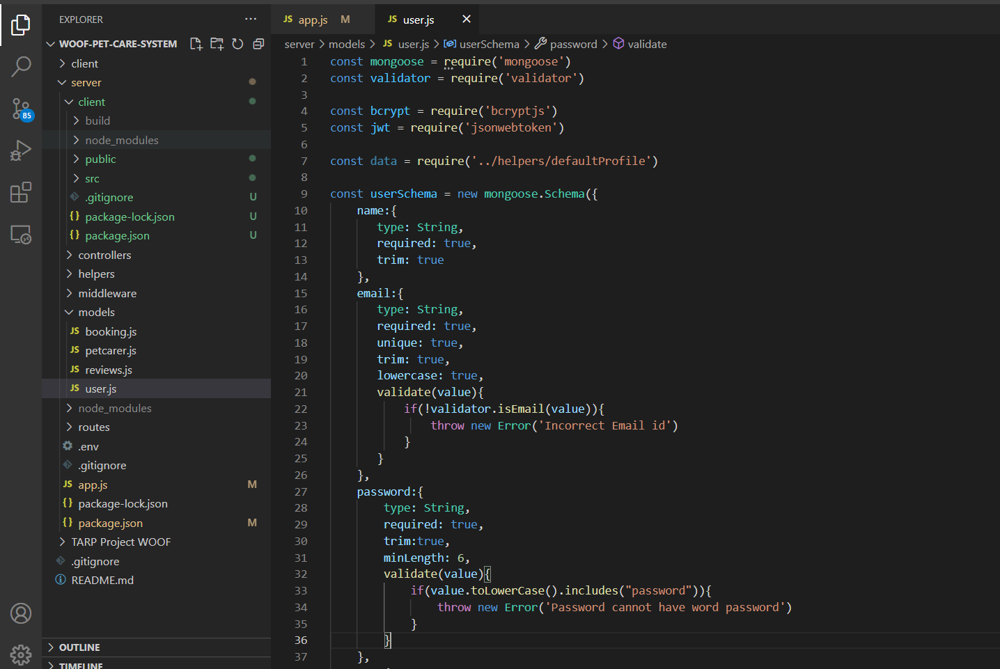 EXPLORER ...
WOOF-PET-CARE-SYSTEM
client
server
client
build
node_modules
public
src
.gitignore U
package-lock.json U
package.json U
controllers
helpers
middleware
models
JS booking.js
JS petcarer.js
JS reviews.js
JS user.js
node_modules
routes
.env
.gitignore
JS app.js M
package-lock.json
package.json M
TARP Project WOOF
.gitignore
README.md
OUTLINE
TIMELINE
85
JS app.js M
JS user.js
server > models > JS user.js > userSchema > password > validate
1 const mongoose = require('mongoose')
2 const validator = require('validator')
3
4 const bcrypt = require('bcryptjs')
5 const jwt = require('jsonwebtoken')
6
7 const data = require('../helpers/defaultProfile')
8
9 const userSchema = new mongoose.Schema({
10 name:{
11 type: String,
12 required: true,
13 trim: true
14 },
15 email:{
16 type: String,
17 required: true,
18 unique: true,
19 trim: true,
20 lowercase: true,
21 validate(value){
22 if(!validator.isEmail(value)){
23 throw new Error('Incorrect Email id')
24 }
25 }
26 },
27 password:{
28 type: String,
29 required: true,
30 trim:true,
31 minLength: 6,
32 validate(value){
33 if(value.toLowerCase().includes("password")){
34 throw new Error('Password cannot have word password')
35 }
36 }
37 },